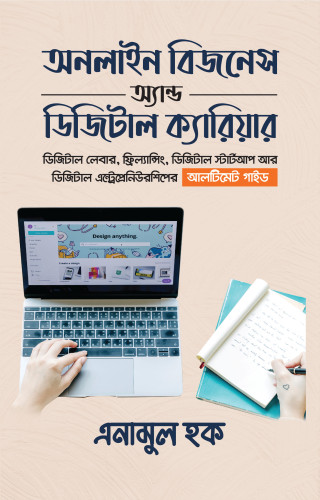 অনলাইন বিজনেস
অ্যান্ড
ডিজিটাল ক্যারিয়ার
ডিজিটাল লেবার, ফ্রিল্যান্সিং, ডিজিটাল স্টার্টআপ আর
ডিজিটাল এন্ট্রেপ্রেনিউরশিপের আলটিমেট গাইড
Design anything.
এনামুল হক